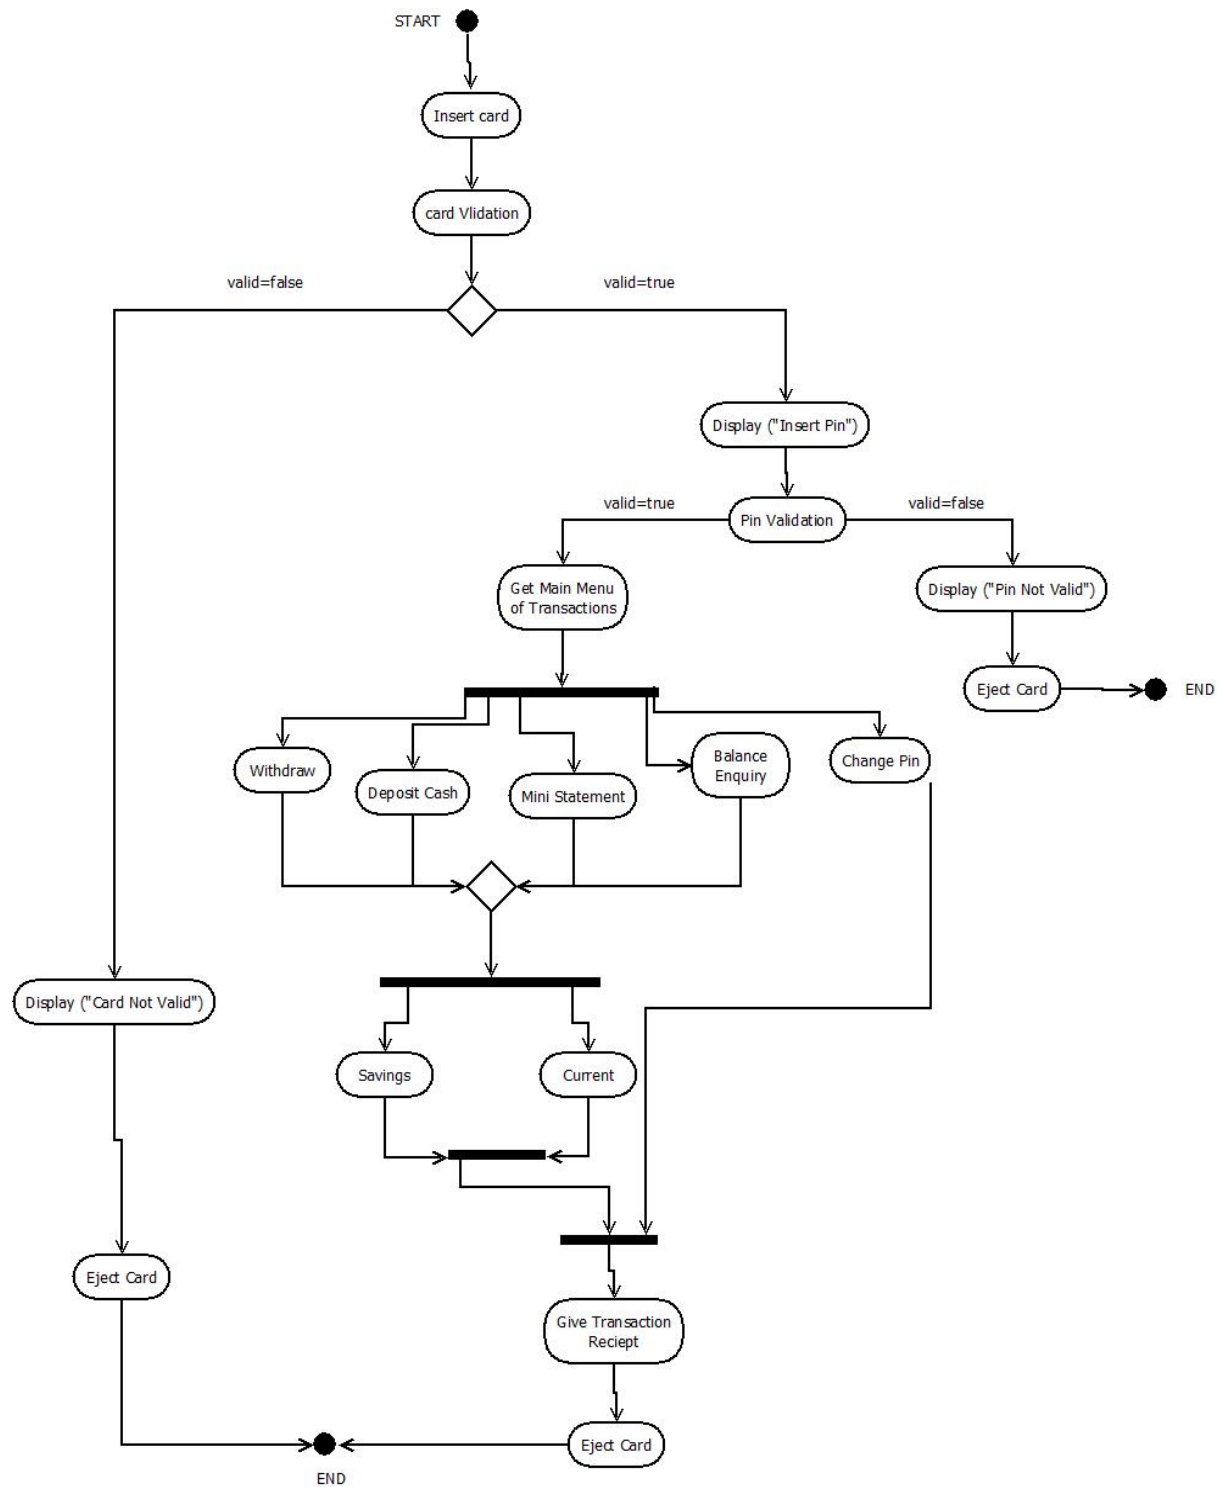 START
Insert card
card Vlidation
valid=false
valid=true
Display ("Insert Pin")
valid=true
valid=false
Pin Validation
Get Main Menu
of Transactions
Display ("Pin Not Valid")
Eject Card
END
Withdraw
Deposit Cash
Mini Statement
Balance
Enquiry
Change Pin
Display ("Card Not Valid")
Savings
Current
Eject Card
Give Transaction
Reciept
Eject Card
END